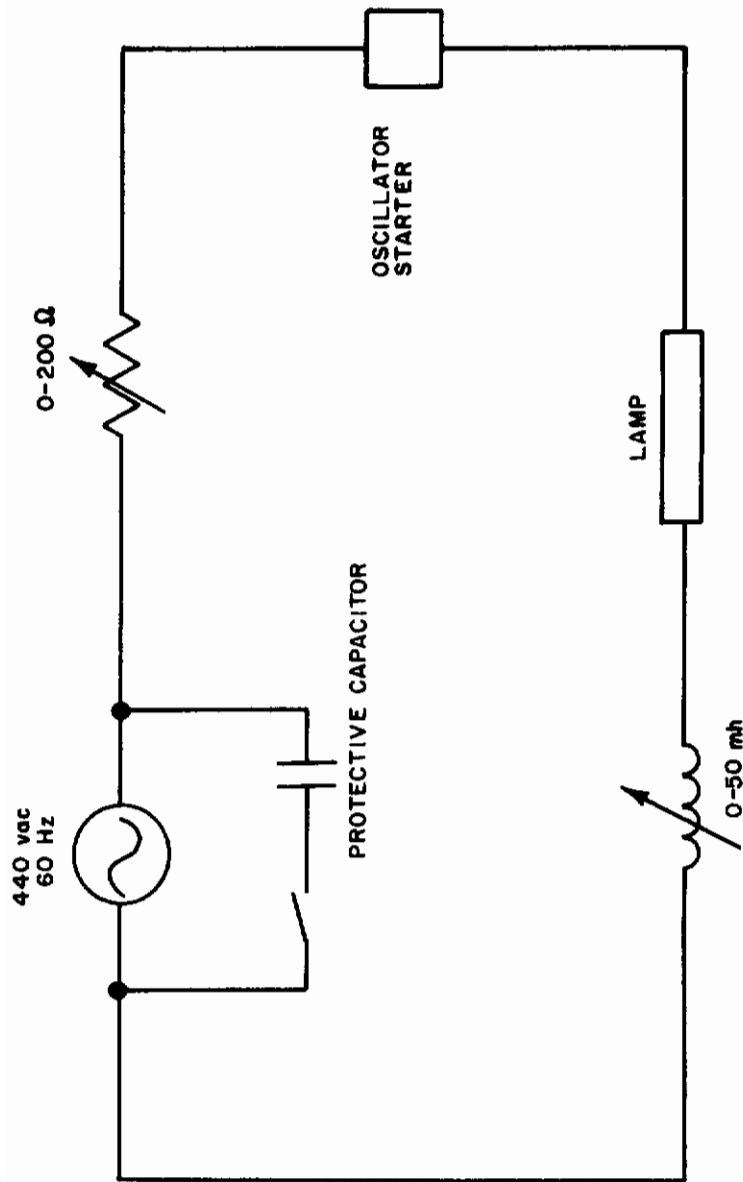 440 vac
60 Hz
0-200 Ω
PROTECTIVE CAPACITOR
OSCILLATOR
STARTER
LAMP
0-50 mh